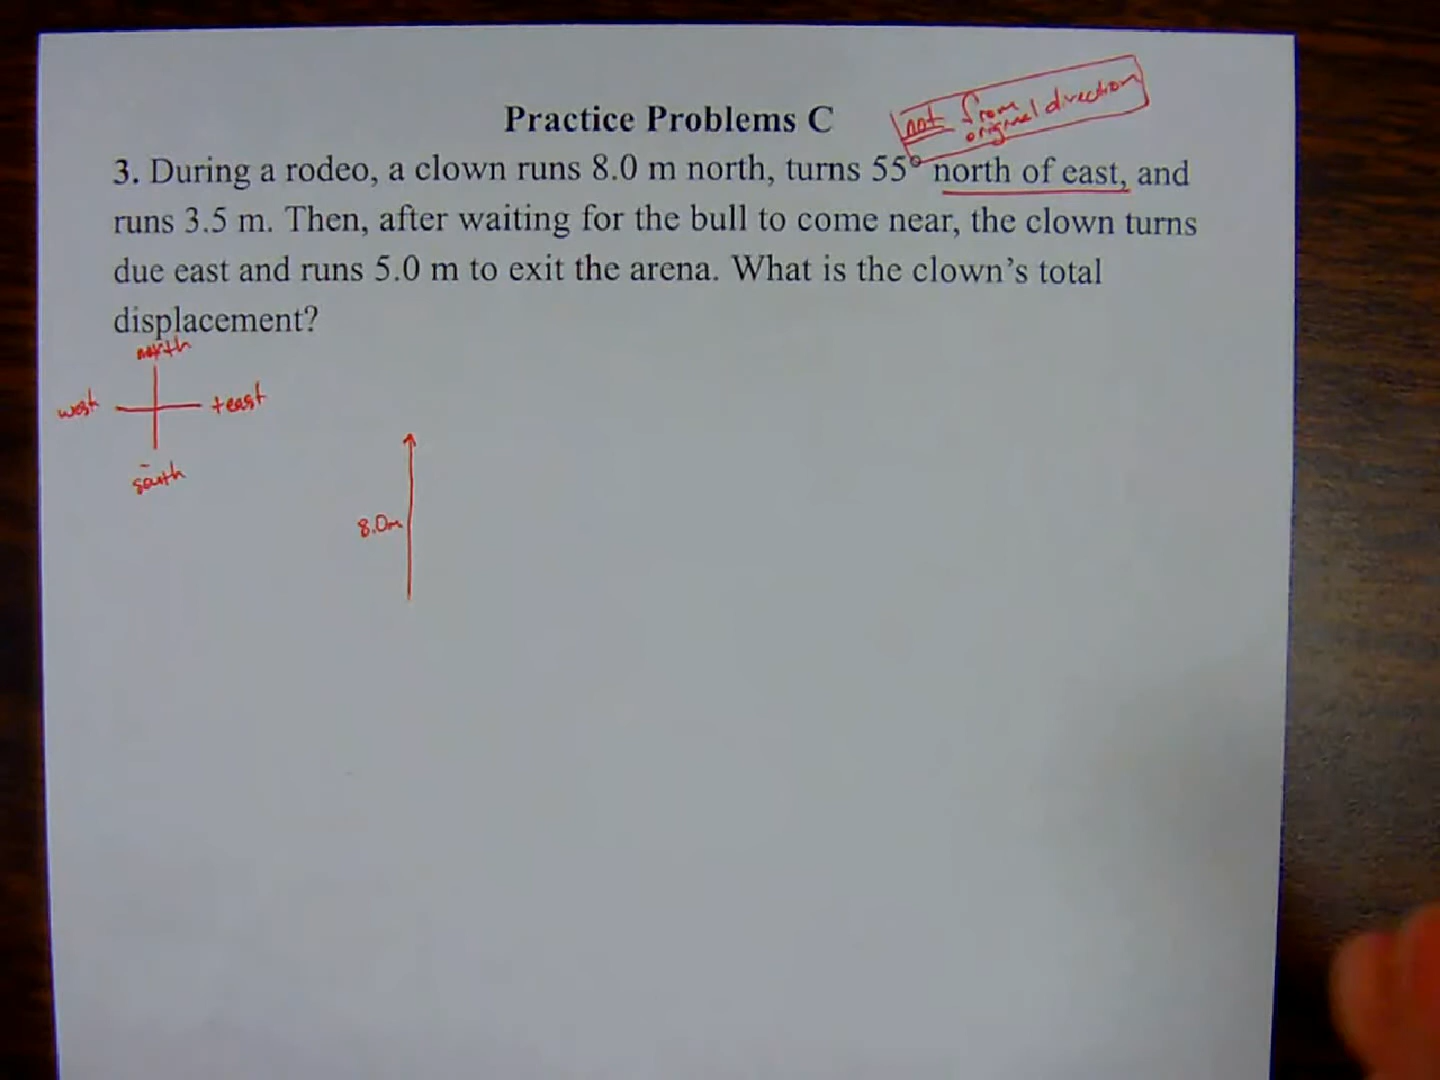 not from
original direction
Practice Problems C
3. During a rodeo, a clown runs 8.0 m north, turns 55° north of east, and
runs 3.5 m. Then, after waiting for the bull to come near, the clown turns
due east and runs 5.0 m to exit the arena. What is the clown’s total
displacement?
north
west
+east
-
south
8.0m